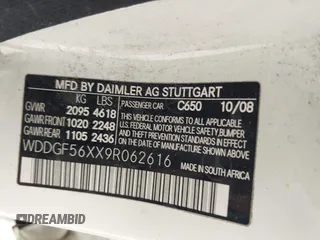 MFD BY DAIMLER AG STUTTGART
KG LBS C650 10/08
GVWR 2095 4618
GAWR FRONT 1020 2248
GAWR REAR 1105 2436
THIS VEHICLE CONFORMS TO ALL APPLICABLE
U.S. FEDERAL MOTOR VEHICLE SAFETY, BUMPER,
AND THEFT PREVENTION STANDARDS IN EFFECT
ON THE DATE OF MANUFACTURE SHOWN ABOVE.
PASSENGER CAR
WDDGF56XX9R062616
MADE IN SOUTH AFRICA
© DREAMBID
dreambid.com